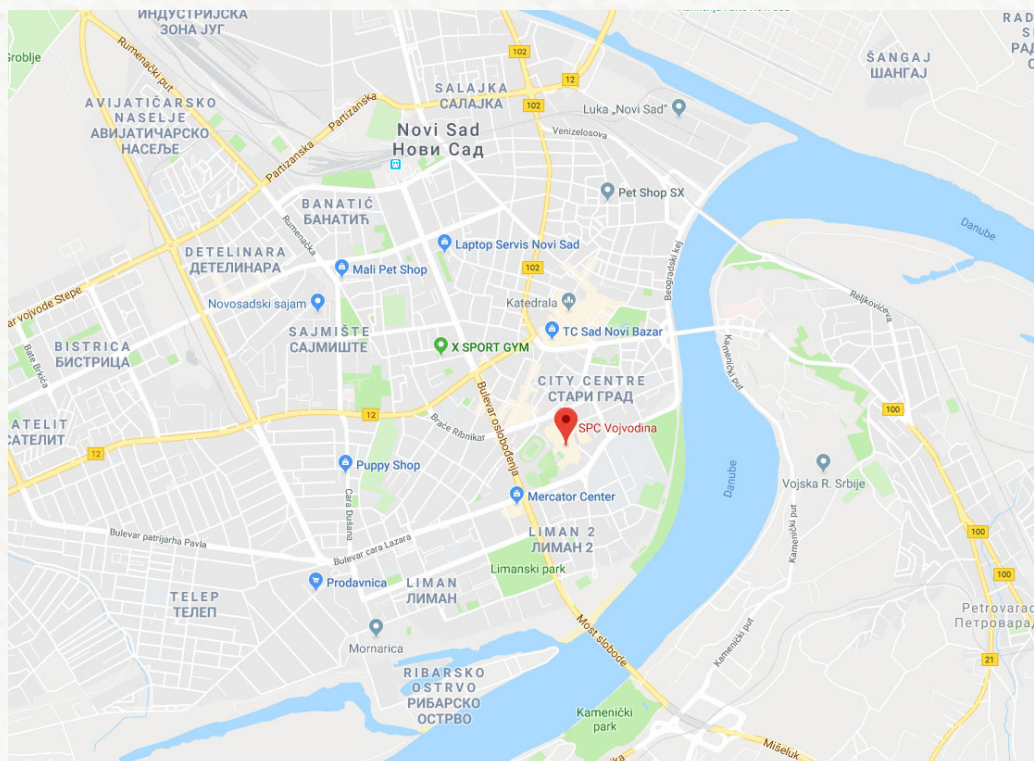 ИНДУСТРИЈСКА
ЗОНА ЈУГ
Rumenački put
Groblje
102
12
ŠANGAJ
ШАНГАЈ
SALAJKA
САЛАЈКА
102
AVIJATIČARSKO
NASELJE
АВИЈАТИЧАРСКО
НАСЕЉЕ
Partizanska
Luka „Novi Sad”
Venizelosova
Novi Sad
Нови Сад
Partizanska
Pet Shop SX
BANATIĆ
БАНАТИЋ
Rumenačka
Danube
DETELINARA
ДЕТЕЛИНАРА
Laptop Servis Novi Sad
Mali Pet Shop
102
Beogradski kej
Reljkovićeva
Novosadski sajam
Katedrala
ar vojvode Stepe
SAJMIŠTE
САЈМИШТЕ
TC Sad Novi Bazar
BISTRICA
БИСТРИЦА
Bate Brkića
X SPORT GYM
Kamenički put
CITY CENTRE
СТАРИ ГРАД
Bulevar oslobođenja
100
12
Braće Ribnikar
SPC Vojvodina
ATELIT
САТЕЛИТ
12
Puppy Shop
Danube
Vojska R. Srbije
Cara Dušana
Mercator Center
Kamenički put
Bulevar patrijarha Pavla
LIMAN 2
ЛИМАН 2
100
Bulevar cara Lazara
Limanski park
100
Prodavnica
LIMAN
ЛИМАН
TELEP
ТЕЛЕП
Petrovarad
Петроварад
Most slobode
Kamenički put
Mornarica
21
RIBARSKO
OSTRVO
РИБАРСКО
ОСТРВО
Kamenički
park
Mišeluk